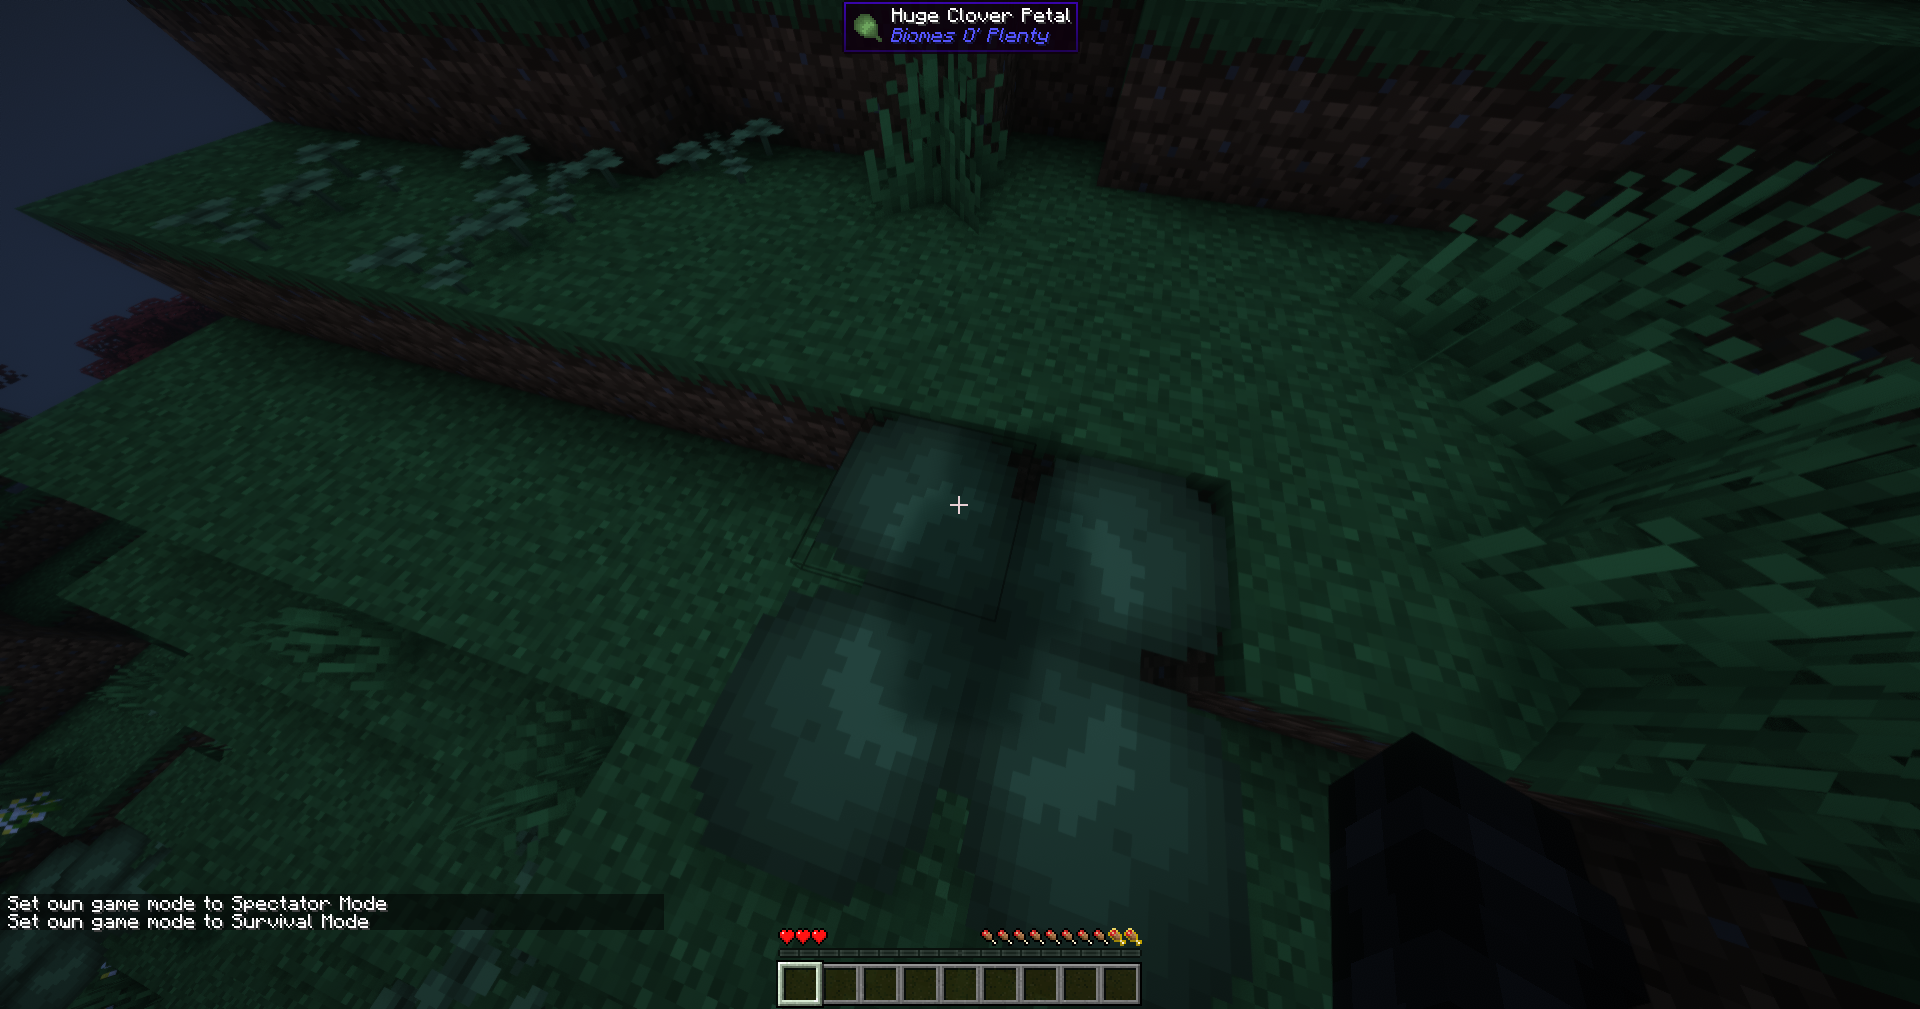 Huge Clover Petal
Biomes O' Plenty
Set own game mode to Spectator Mode
Set own game mode to Survival Mode